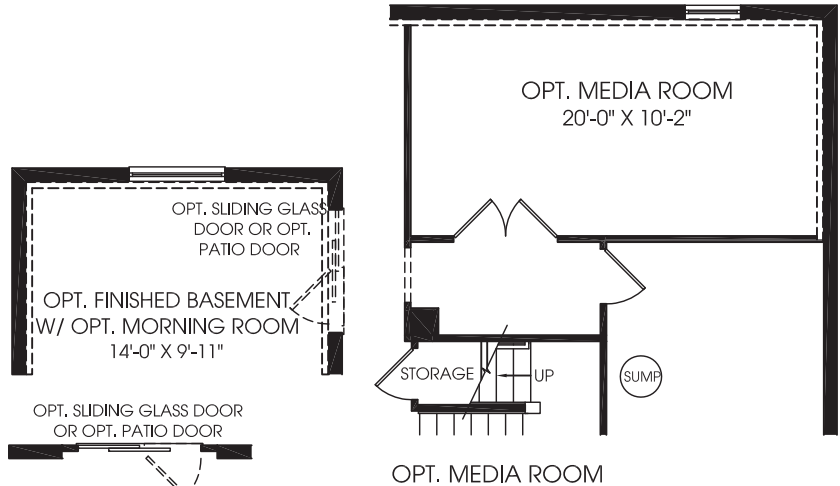 OPT. MEDIA ROOM
20'-0" X 10'-2"
OPT. SLIDING GLASS
DOOR OR OPT.
PATIO DOOR
OPT. FINISHED BASEMENT
W/ OPT. MORNING ROOM
14'-0" X 9'-11"
STORAGE
UP
SUMP
OPT. SLIDING GLASS DOOR
OR OPT. PATIO DOOR
OPT. MEDIA ROOM